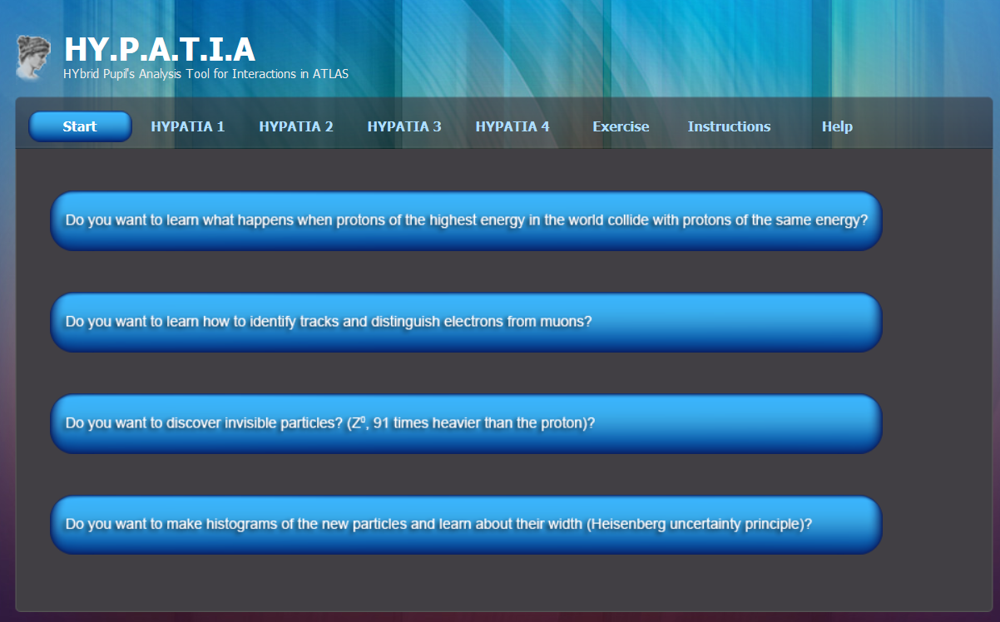 HY.P.A.T.I.A
HYbrid Pupil's Analysis Tool for Interactions in ATLAS
Start HYPATIA 1 HYPATIA 2 HYPATIA 3 HYPATIA 4 Exercise Instructions Help
Do you want to learn what happens when protons of the highest energy in the world collide with protons of the same energy?
Do you want to learn how to identify tracks and distinguish electrons from muons?
Do you want to discover invisible particles? (Z⁰, 91 times heavier than the proton)?
Do you want to make histograms of the new particles and learn about their width (Heisenberg uncertainty principle)?